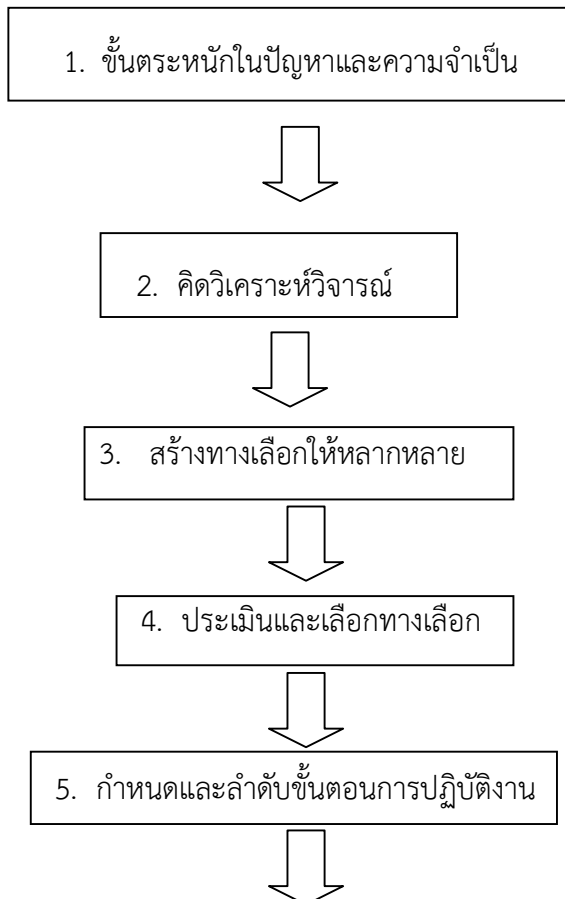 1. ขั้นตระหนักในปัญหาและความจำเป็น
2. คิดวิเคราะห์วิจารณ์
3. สร้างทางเลือกให้หลากหลาย
4. ประเมินและเลือกทางเลือก
5. กำหนดและลำดับขั้นตอนการปฏิบัติงาน